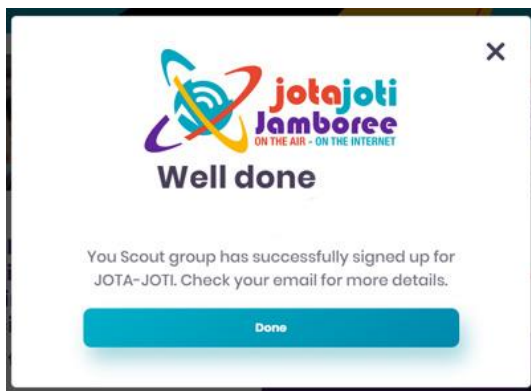 jotajoti
Jamboree
ON THE AIR - ON THE INTERNET
Well done
You Scout group has successfully signed up for
JOTA-JOTI. Check your email for more details.
Done